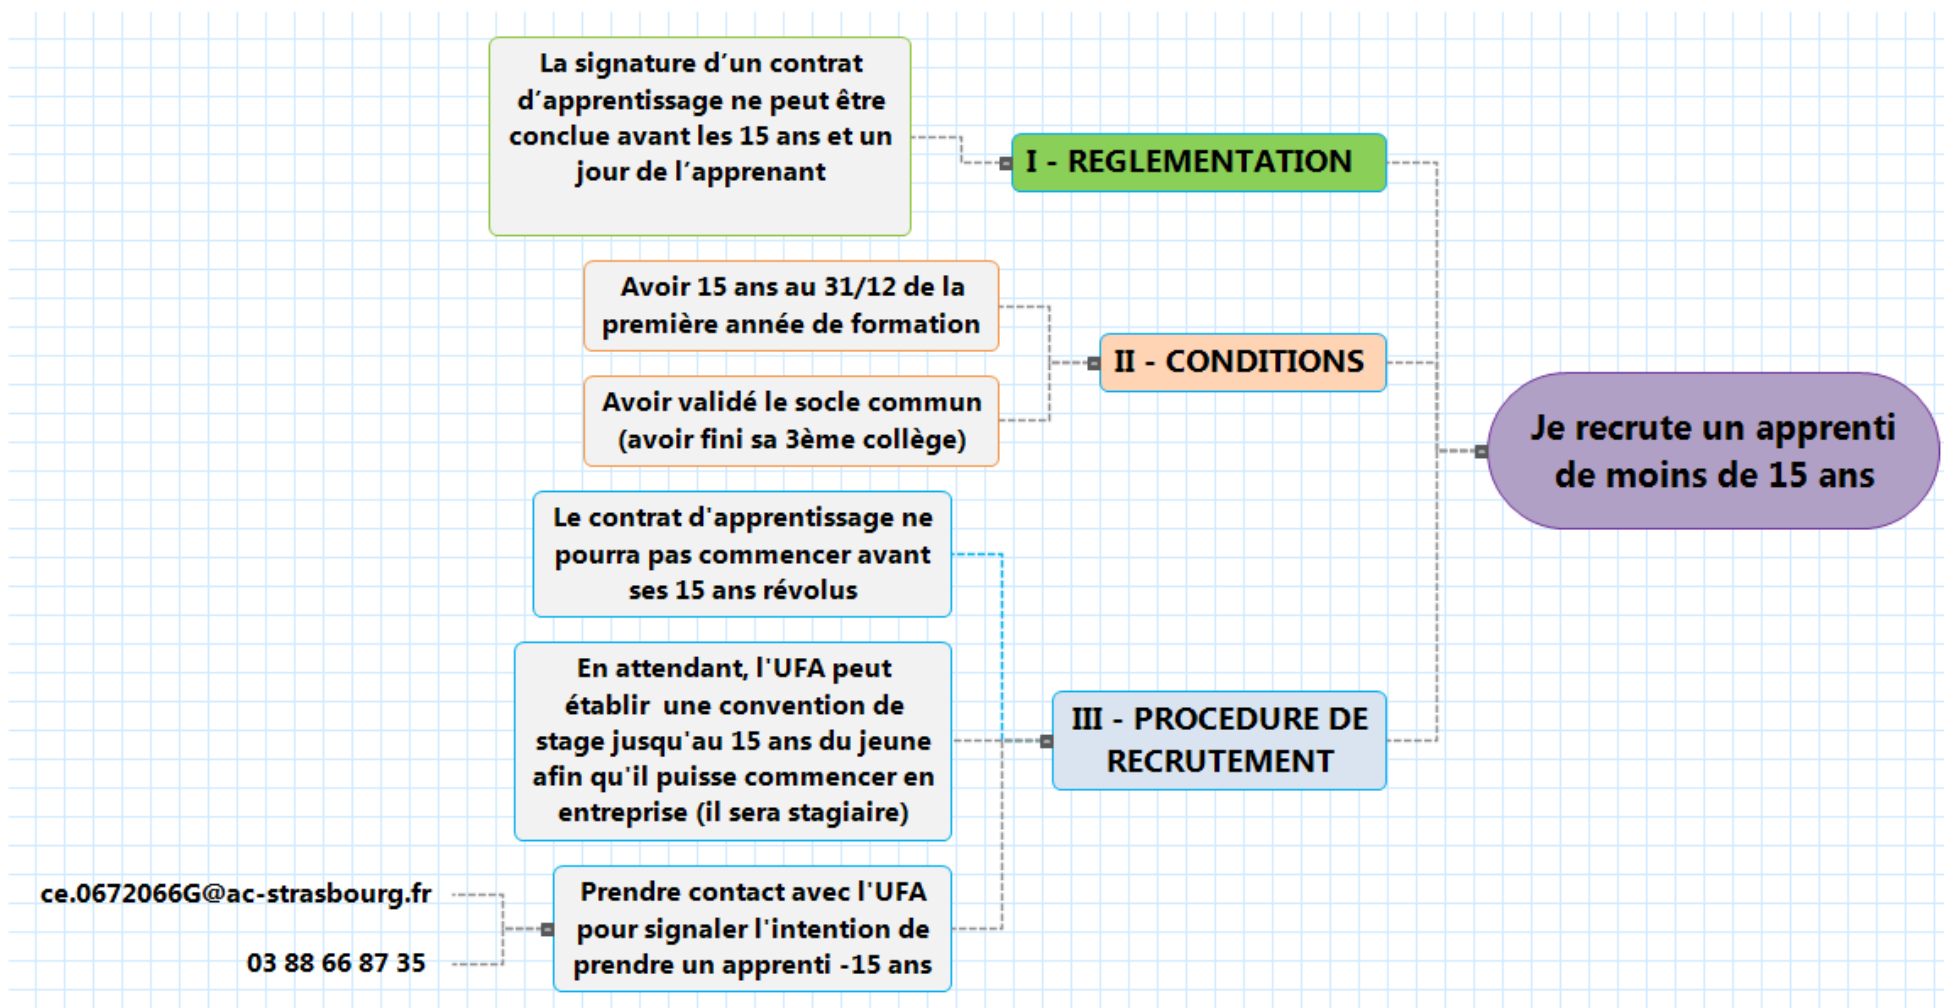 Je recrute un apprenti
de moins de 15 ans
I - REGLEMENTATION
La signature d’un contrat
d’apprentissage ne peut être
conclue avant les 15 ans et un
jour de l’apprenant
II - CONDITIONS
Avoir 15 ans au 31/12 de la
première année de formation
Avoir validé le socle commun
(avoir fini sa 3ème collège)
III - PROCEDURE DE
RECRUTEMENT
Le contrat d'apprentissage ne
pourra pas commencer avant
ses 15 ans révolus
En attendant, l'UFA peut
établir  une convention de
stage jusqu'au 15 ans du jeune
afin qu'il puisse commencer en
entreprise (il sera stagiaire)
Prendre contact avec l'UFA
pour signaler l'intention de
prendre un apprenti -15 ans
ce.0672066G@ac-strasbourg.fr
03 88 66 87 35